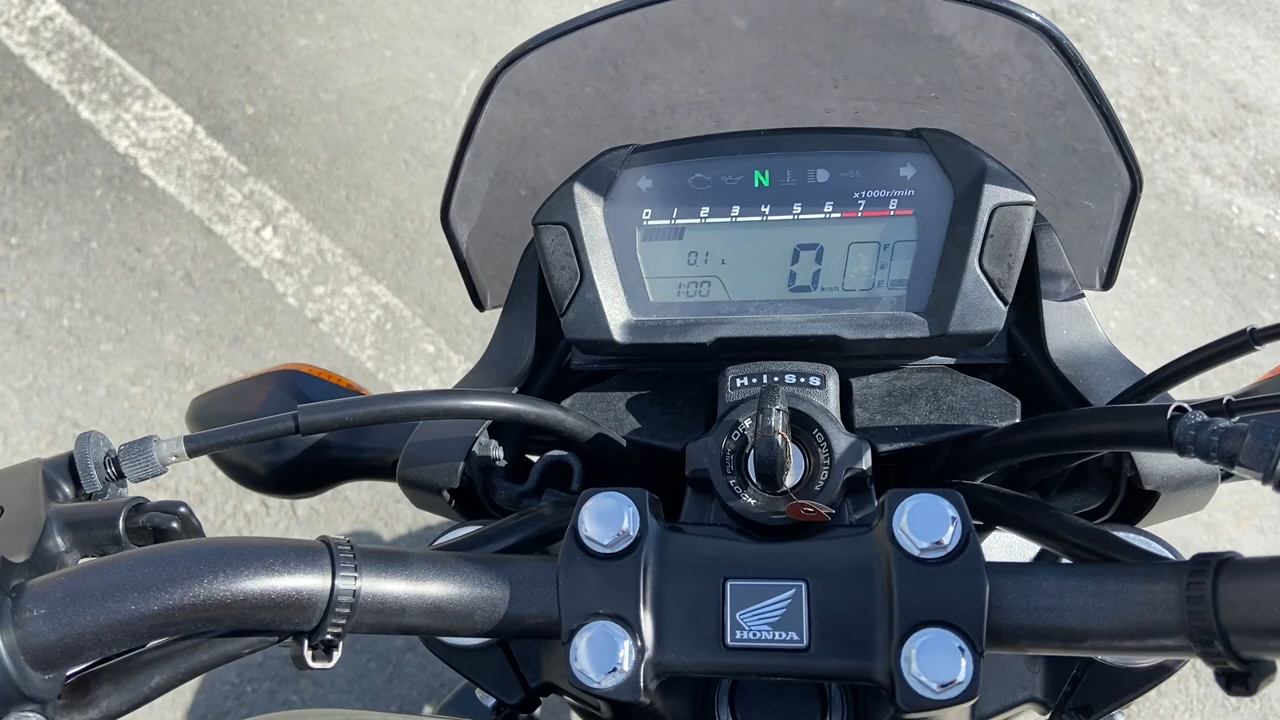 N
HISS
x1000r/min
0 1 2 3 4 5 6 7 8
0.1 L
0
km/h
F
E
1:00
H·I·S·S
OFF
IGNITION
PUSH
LOCK
HONDA